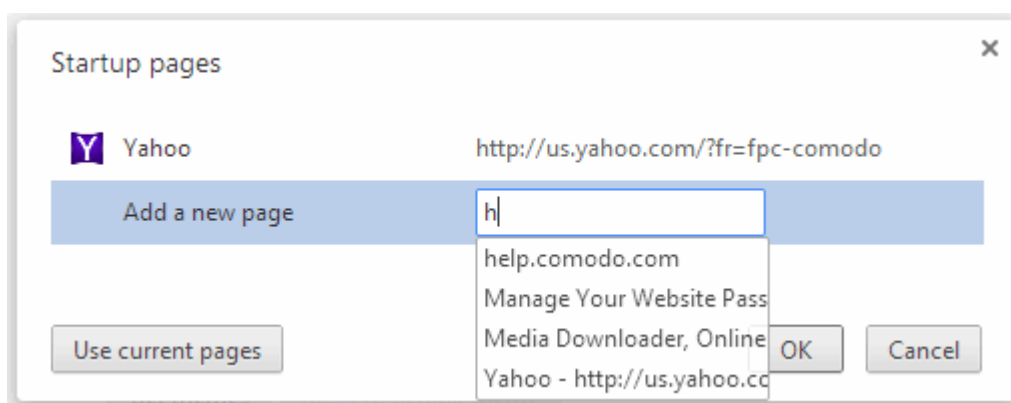 Startup pages
Yahoo http://us.yahoo.com/?fr=fpc-comodo
Add a new page h
help.comodo.com
Manage Your Website Pass
Media Downloader, Online
Yahoo - http://us.yahoo.co
Use current pages OK Cancel